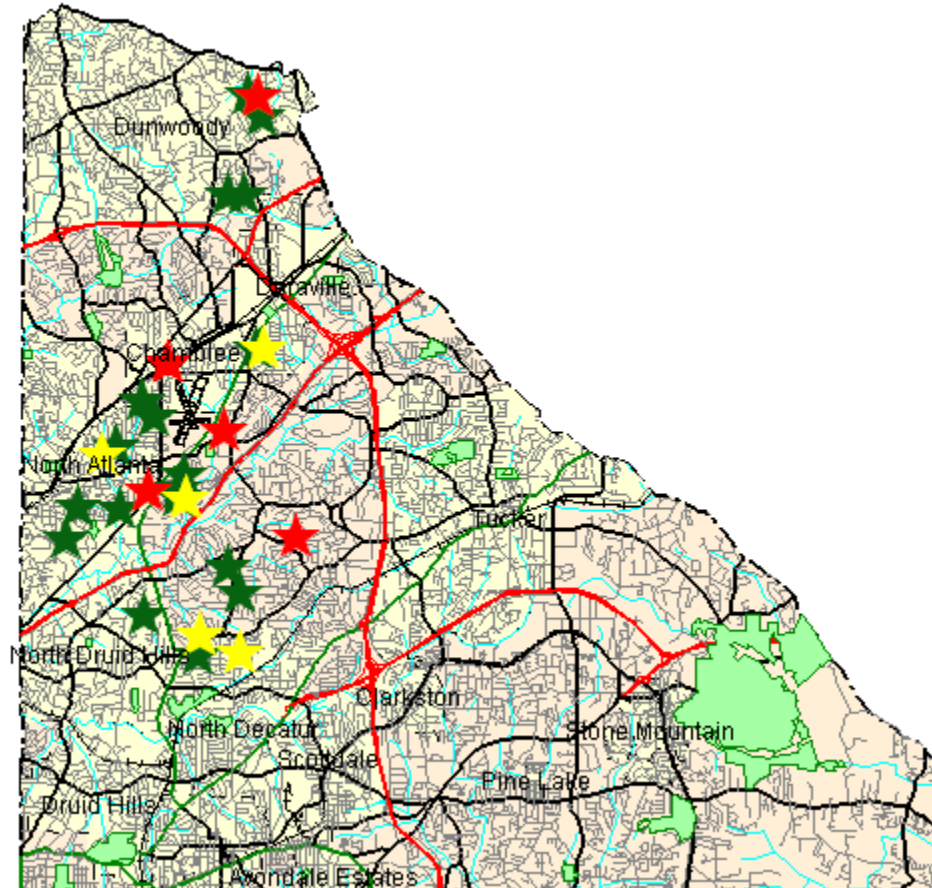 Dunwoody
Doraville
Chamblee
North Atlanta
Tucker
North Druid Hills
Clarkston
North Decatur
Stone Mountain
Scottdale
Pine Lake
Druid Hills
Avondale Estates